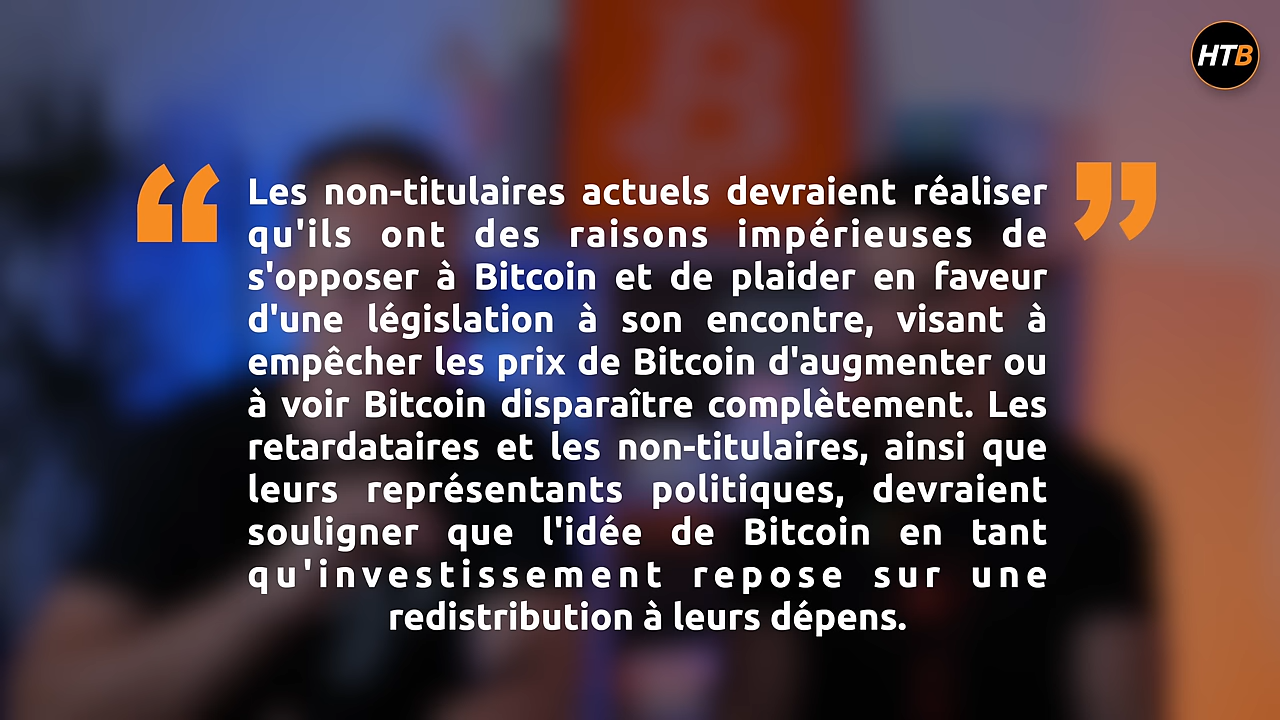 HTB
“ Les non-titulaires actuels devraient réaliser ”
qu'ils ont des raisons impérieuses de
s'opposer à Bitcoin et de plaider en faveur
d'une législation à son encontre, visant à
empêcher les prix de Bitcoin d'augmenter ou
à voir Bitcoin disparaître complètement. Les
retardataires et les non-titulaires, ainsi que
leurs représentants politiques, devraient
souligner que l'idée de Bitcoin en tant
qu'investissement repose sur une
redistribution à leurs dépens.